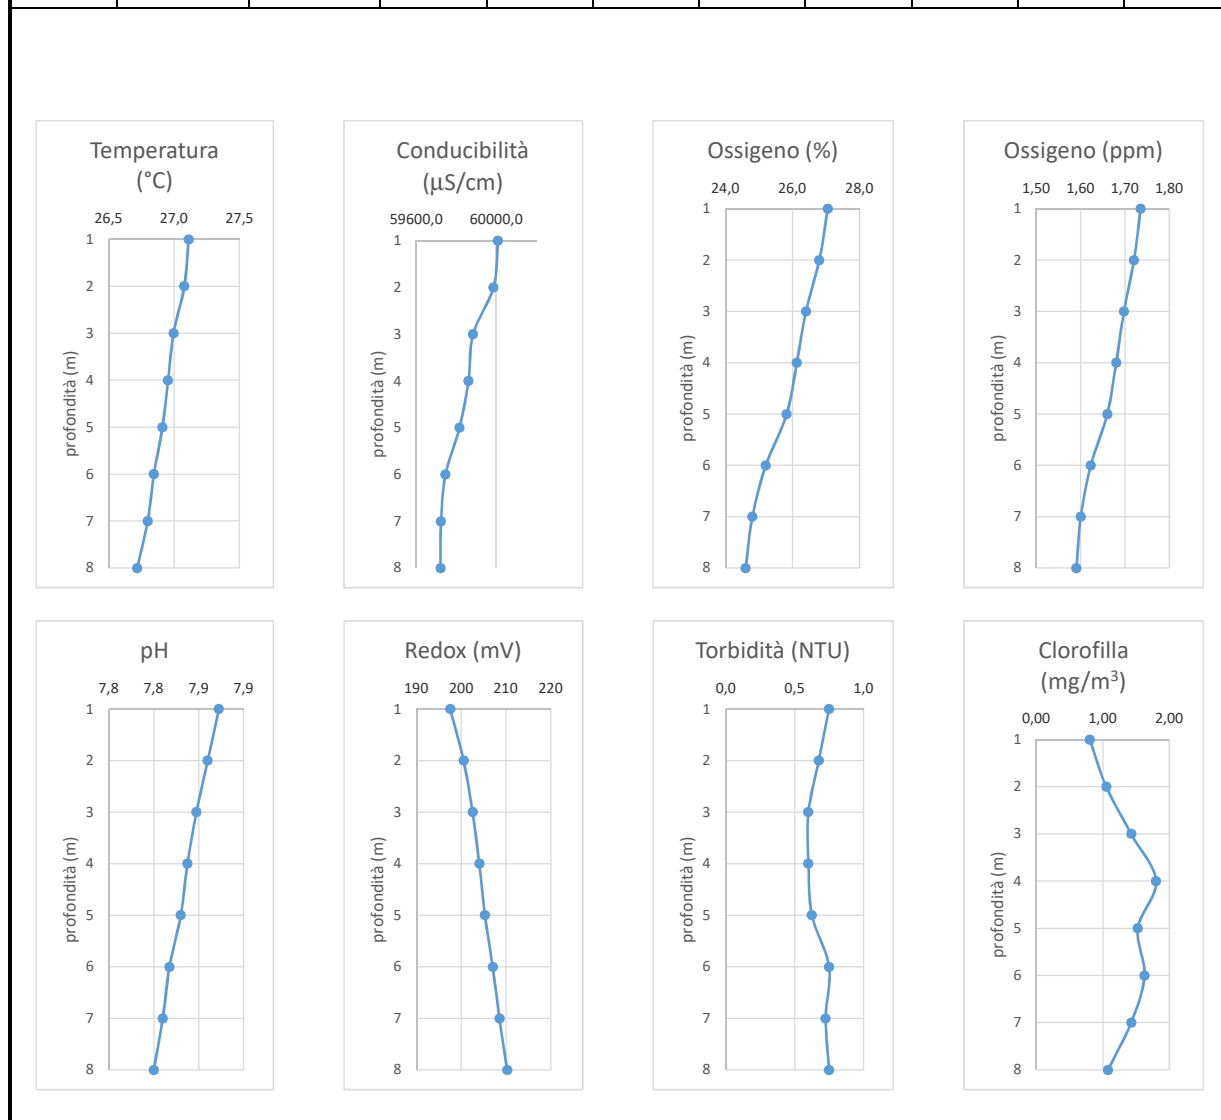 Temperatura
(°C)
26,5 27,0 27,5
1
2
3
4
5
6
7
8
profondità (m)
Conducibilità
(µS/cm)
59600,0 60000,0
1
2
3
4
5
6
7
8
profondità (m)
Ossigeno (%)
24,0 26,0 28,0
1
2
3
4
5
6
7
8
profondità (m)
Ossigeno (ppm)
1,50 1,60 1,70 1,80
1
2
3
4
5
6
7
8
profondità (m)
pH
7,8 7,8 7,9 7,9
1
2
3
4
5
6
7
8
profondità (m)
Redox (mV)
190 200 210 220
1
2
3
4
5
6
7
8
profondità (m)
Torbidità (NTU)
0,0 0,5 1,0
1
2
3
4
5
6
7
8
profondità (m)
Clorofilla
(mg/m³)
0,00 1,00 2,00
1
2
3
4
5
6
7
8
profondità (m)